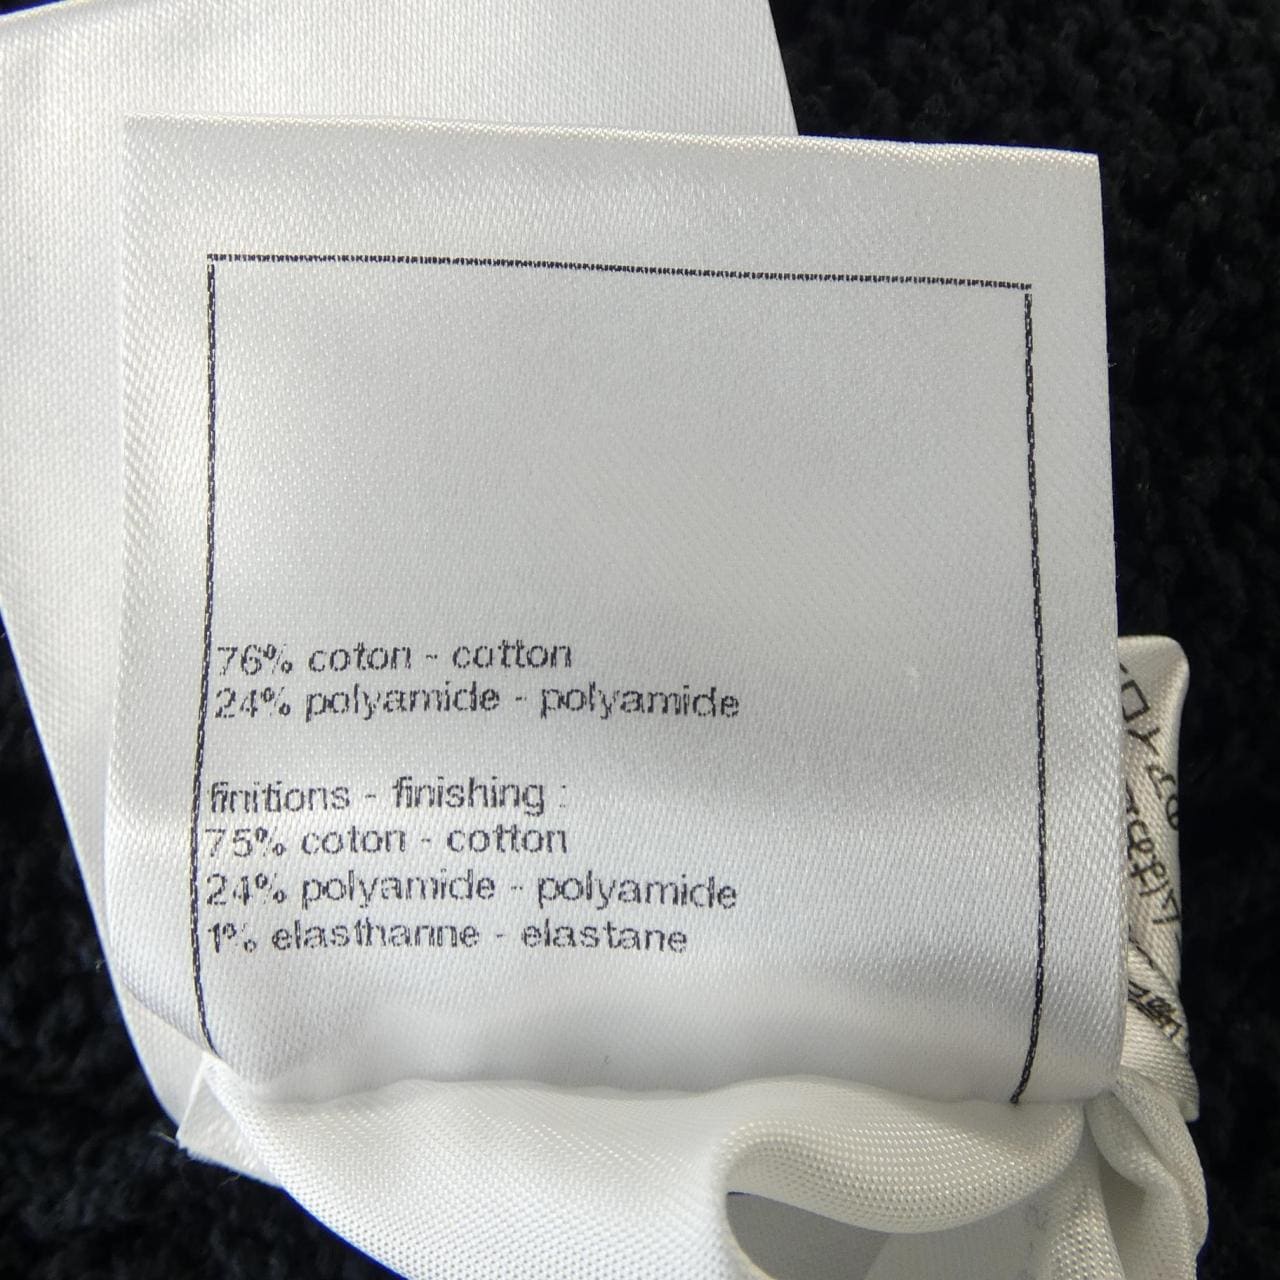 76% coton - cotton
24% polyamide - polyamide
finitions - finishing :
75% coton - cotton
24% polyamide - polyamide
1% elasthanne - elastane